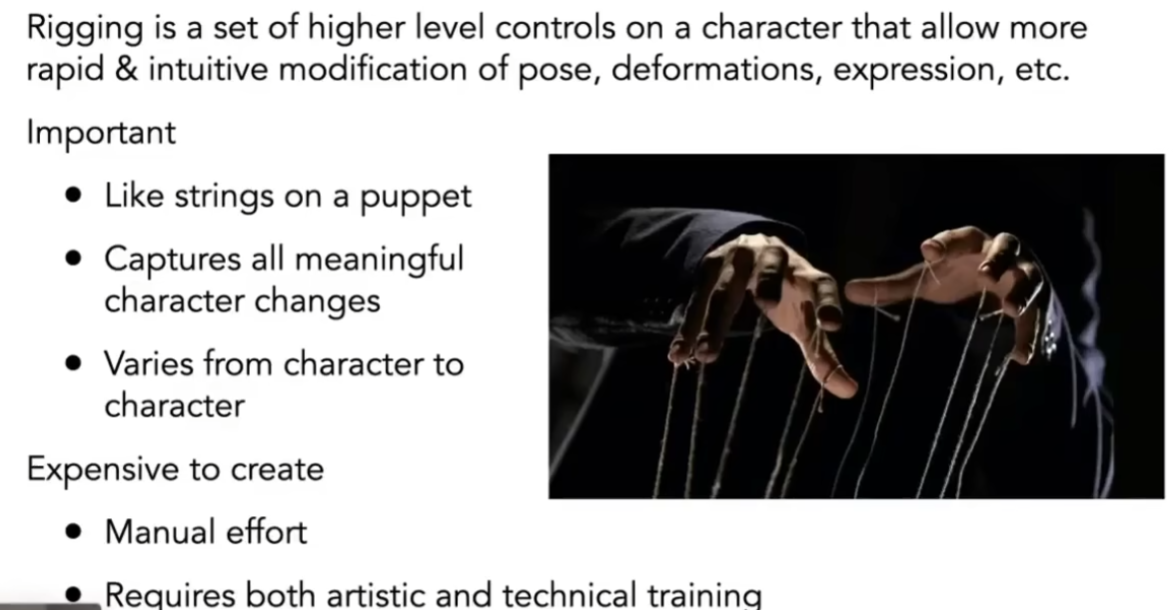 Rigging is a set of higher level controls on a character that allow more
rapid & intuitive modification of pose, deformations, expression, etc.
Important
• Like strings on a puppet
• Captures all meaningful
character changes
• Varies from character to
character
Expensive to create
• Manual effort
• Requires both artistic and technical training